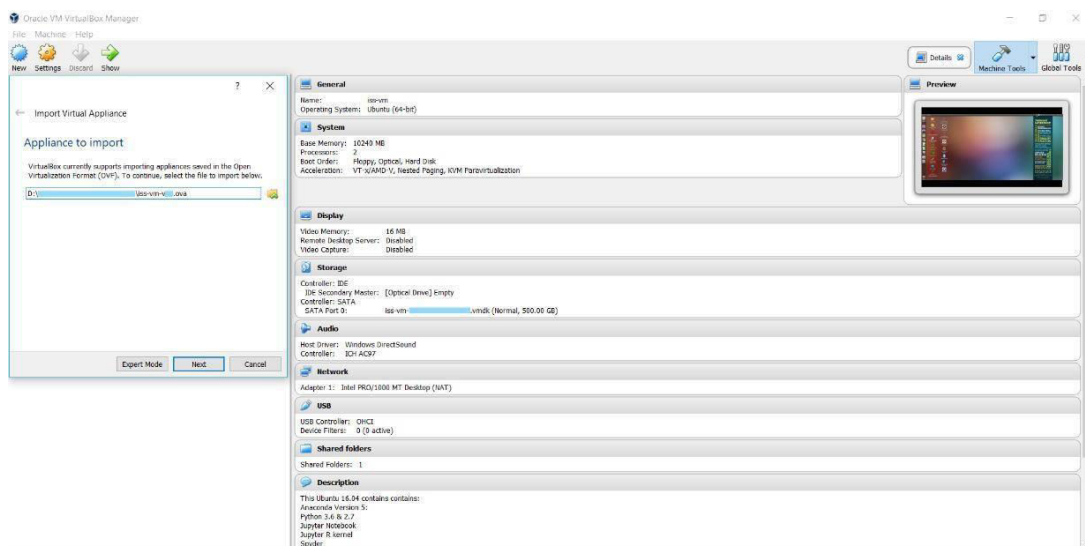 Oracle VM VirtualBox Manager
File Machine Help
New Settings Discard Show
Details
Machine Tools
Global Tools
? ×
Import Virtual Appliance
Appliance to import
VirtualBox currently supports importing appliances saved in the Open
Virtualization Format (OVF). To continue, select the file to import below.
D:\ \iss-vm-v .ova
Expert Mode Next Cancel
General
Name: iss-vm
Operating System: Ubuntu (64-bit)
System
Base Memory: 10240 MB
Processors: 2
Boot Order: Floppy, Optical, Hard Disk
Acceleration: VT-x/AMD-V, Nested Paging, KVM Paravirtualization
Preview
Display
Video Memory: 16 MB
Remote Desktop Server: Disabled
Video Capture: Disabled
Storage
Controller: IDE
IDE Secondary Master: [Optical Drive] Empty
Controller: SATA
SATA Port 0: iss-vm- .vmdk (Normal, 500.00 GB)
Audio
Host Driver: Windows DirectSound
Controller: ICH AC97
Network
Adapter 1: Intel PRO/1000 MT Desktop (NAT)
USB
USB Controller: OHCI
Device Filters: 0 (0 active)
Shared folders
Shared Folders: 1
Description
This Ubuntu 16.04 contains contains:
Anaconda Version 5:
Python 3.6 & 2.7
Jupyter Notebook
Jupyter R kernel
Spyder